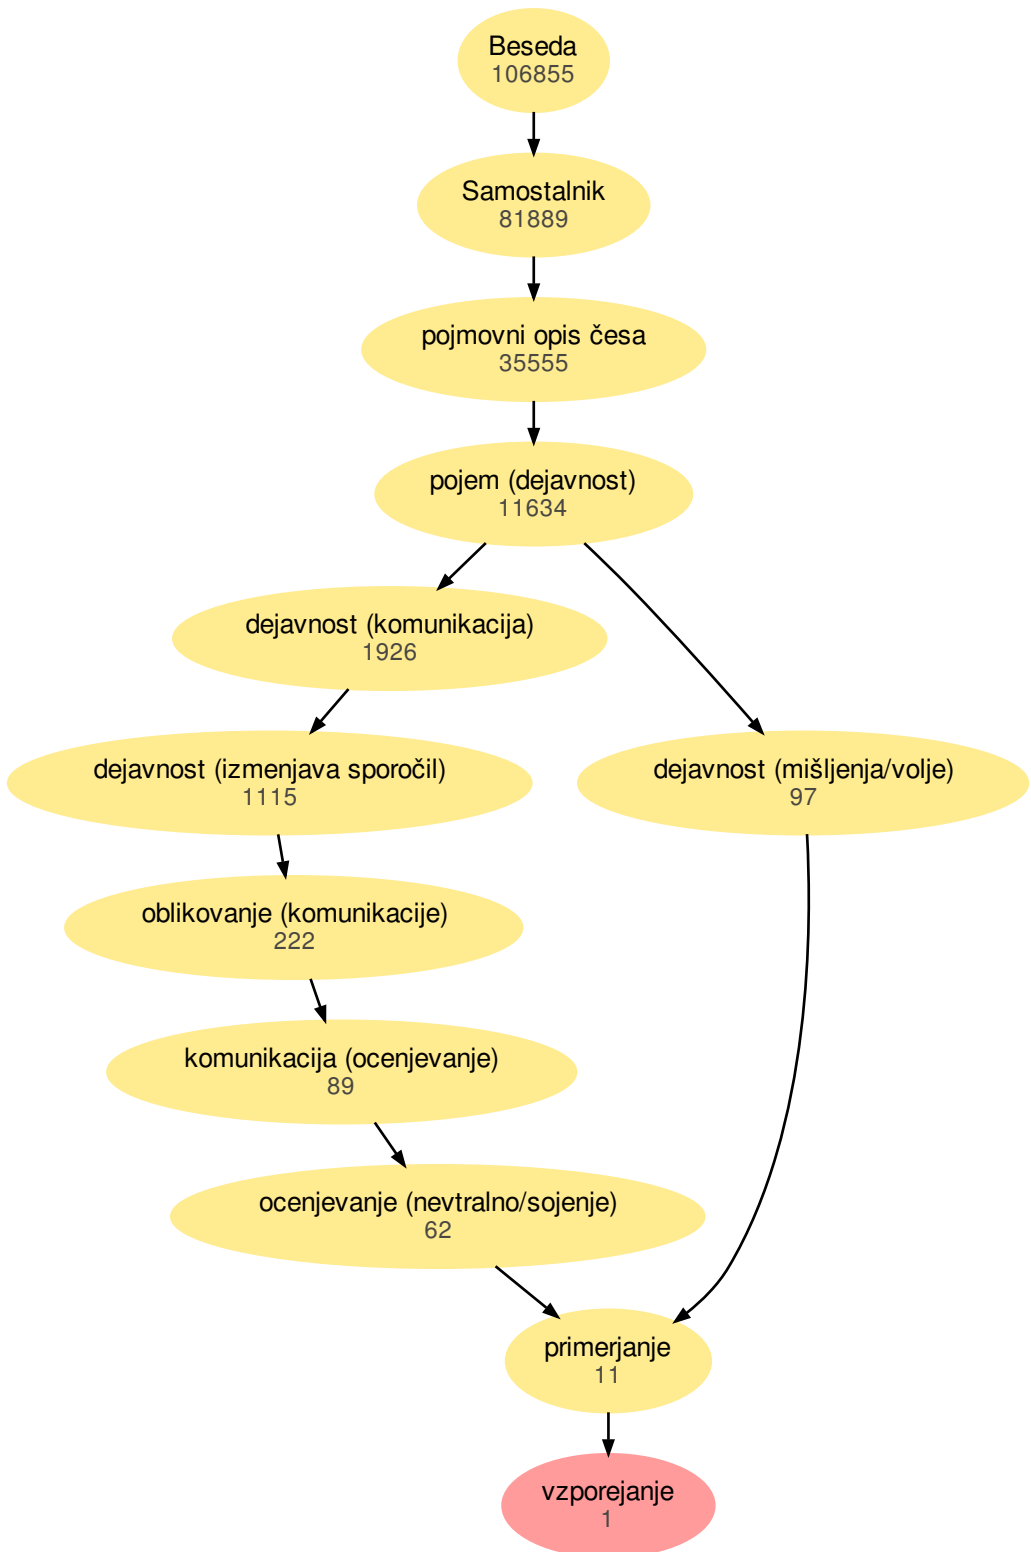 Beseda
106855
Samostalnik
81889
pojmovni opis česa
35555
pojem (dejavnost)
11634
dejavnost (komunikacija)
1926
dejavnost (izmenjava sporočil)
1115
dejavnost (mišljenja/volje)
97
oblikovanje (komunikacije)
222
komunikacija (ocenjevanje)
89
ocenjevanje (nevtralno/sojenje)
62
primerjanje
11
vzporejanje
1